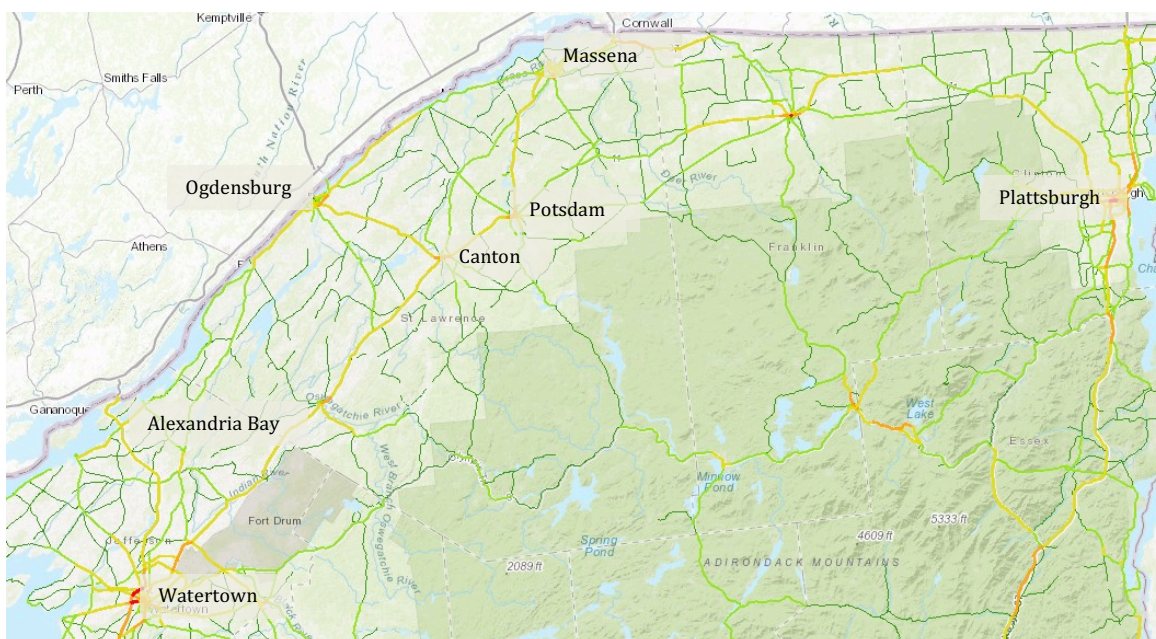 Kemptville
Cornwall
Massena
Smiths Falls
Perth
Ogdensburg
Plattsburgh
Potsdam
Athens
Canton
Franklin
St Lawrence
Gananoque
Alexandria Bay
Oswegatchie River
West Lake
Essex
Indian River
West Branch Oswegatchie River
Minnow Pond
Fort Drum
5333 ft
4609 ft
Jefferson
Spring Pond
2089 ft
ADIRONDACK MOUNTAINS
Watertown
Watertown
Deer River
Clinton